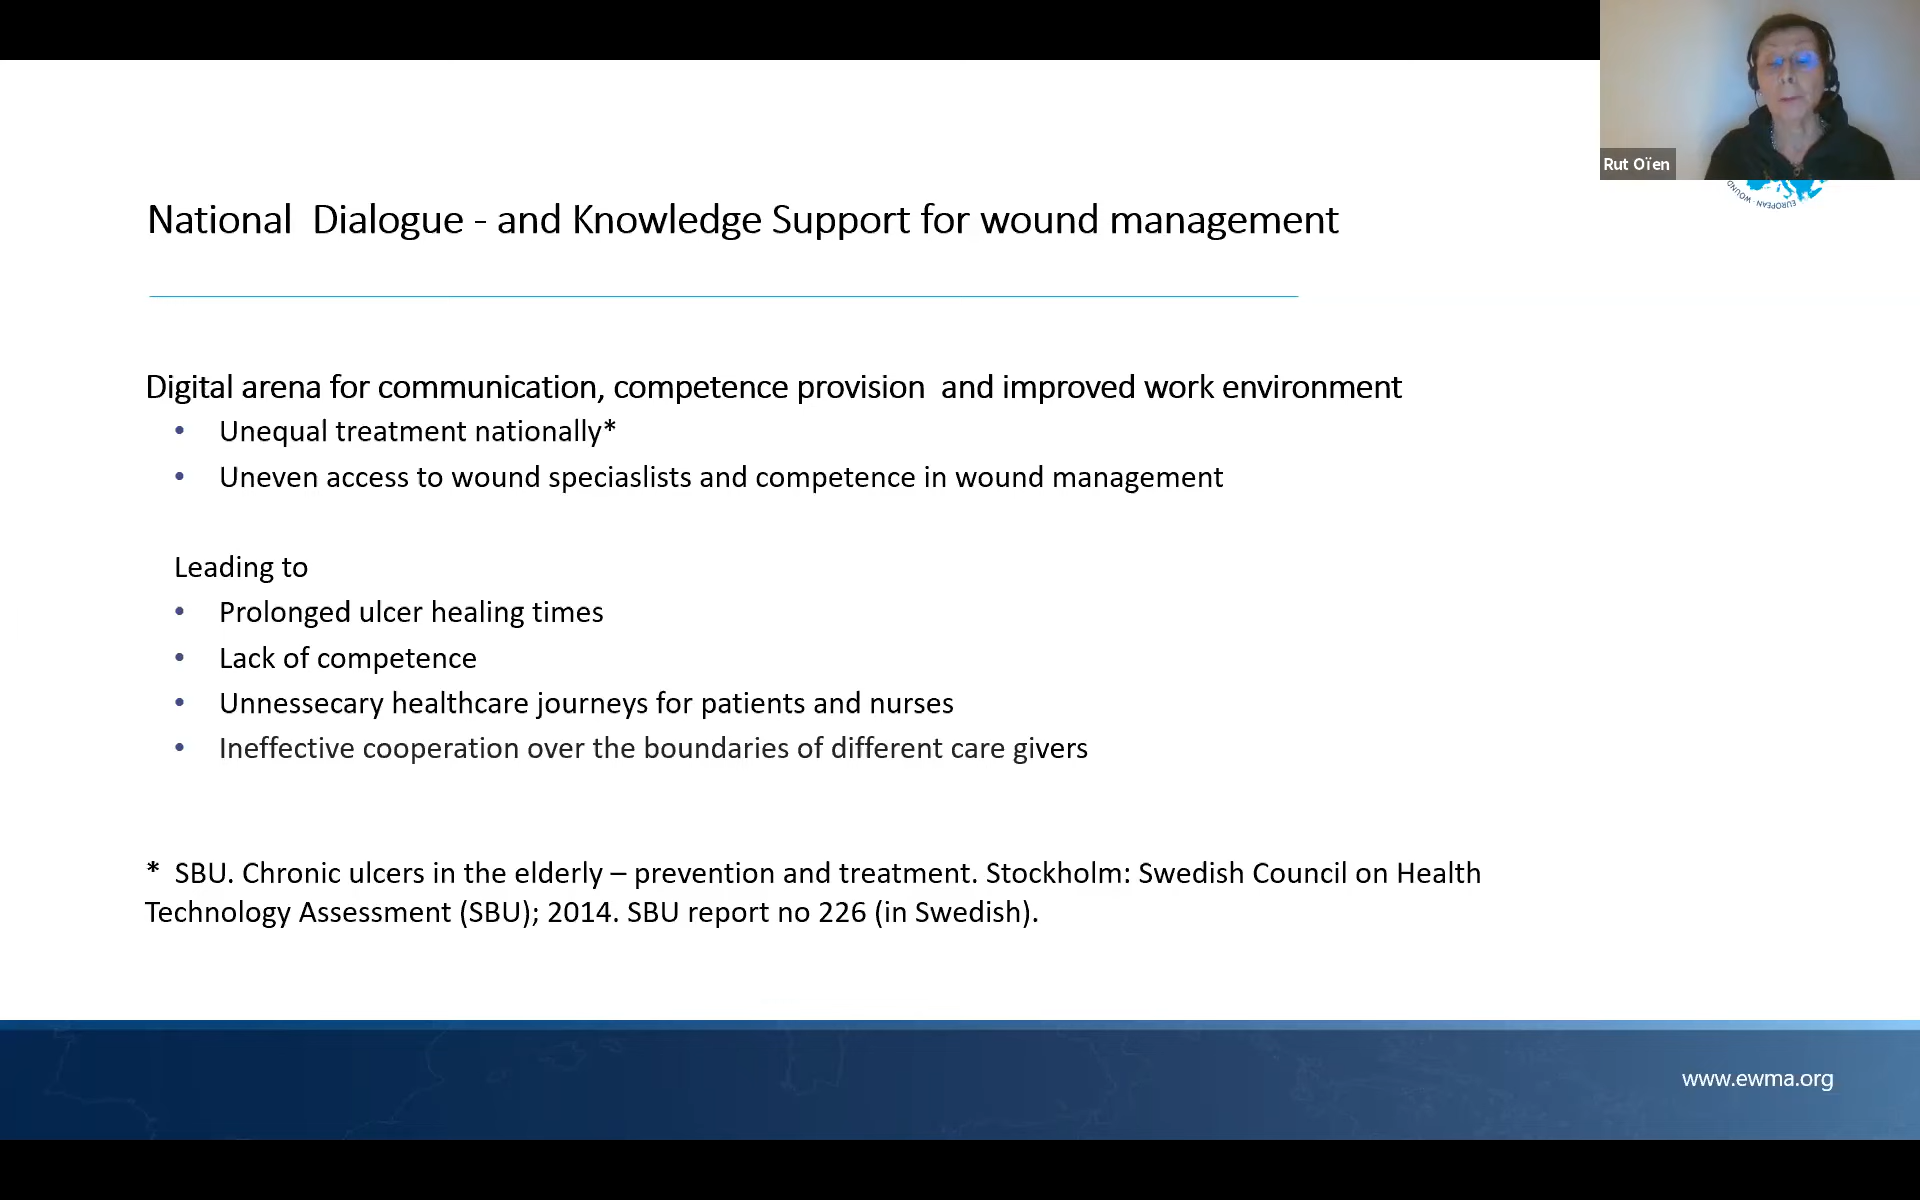 Rut Oïen
EUROPEAN · WOUND
National  Dialogue - and Knowledge Support for wound management
Digital arena for communication, competence provision  and improved work environment
• Unequal treatment nationally*
• Uneven access to wound speciaslists and competence in wound management
Leading to
• Prolonged ulcer healing times
• Lack of competence
• Unnessecary healthcare journeys for patients and nurses
• Ineffective cooperation over the boundaries of different care givers
*  SBU. Chronic ulcers in the elderly – prevention and treatment. Stockholm: Swedish Council on Health
Technology Assessment (SBU); 2014. SBU report no 226 (in Swedish).
www.ewma.org